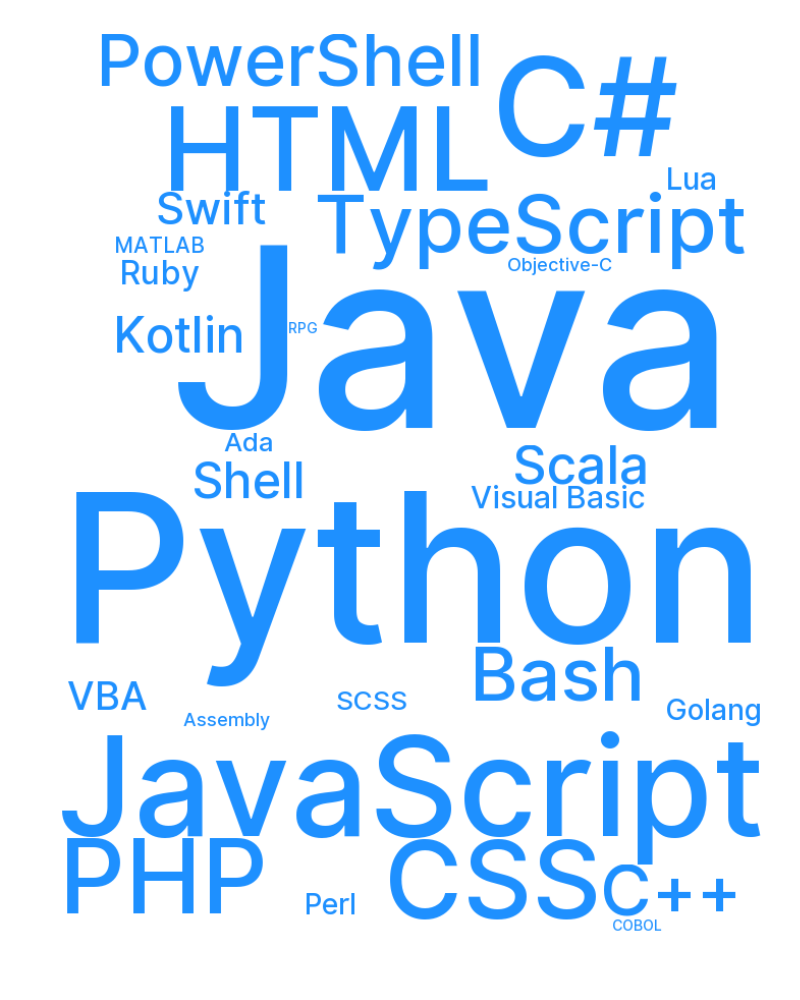 PowerShell
C#
HTML
Lua
Swift
TypeScript
MATLAB
Objective-C
Ruby
Java
RPG
Kotlin
Ada
Scala
Shell
Visual Basic
Python
Bash
VBA
SCSS
Golang
Assembly
JavaScript
PHP
CSS
C++
Perl
COBOL